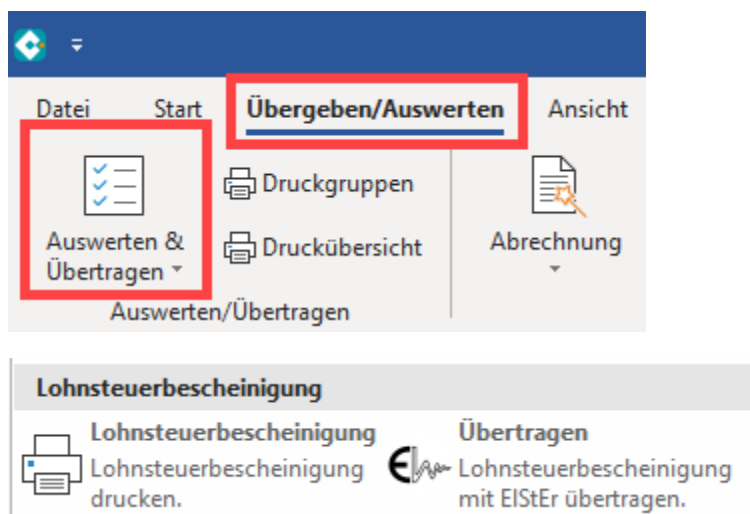 Datei Start Übergeben/Auswerten Ansicht
Auswerten &
Übertragen
Druckgruppen
Druckübersicht
Abrechnung
Auswerten/Übertragen
Lohnsteuerbescheinigung
Lohnsteuerbescheinigung
Lohnsteuerbescheinigung
drucken.
Übertragen
Lohnsteuerbescheinigung
mit ElStEr übertragen.